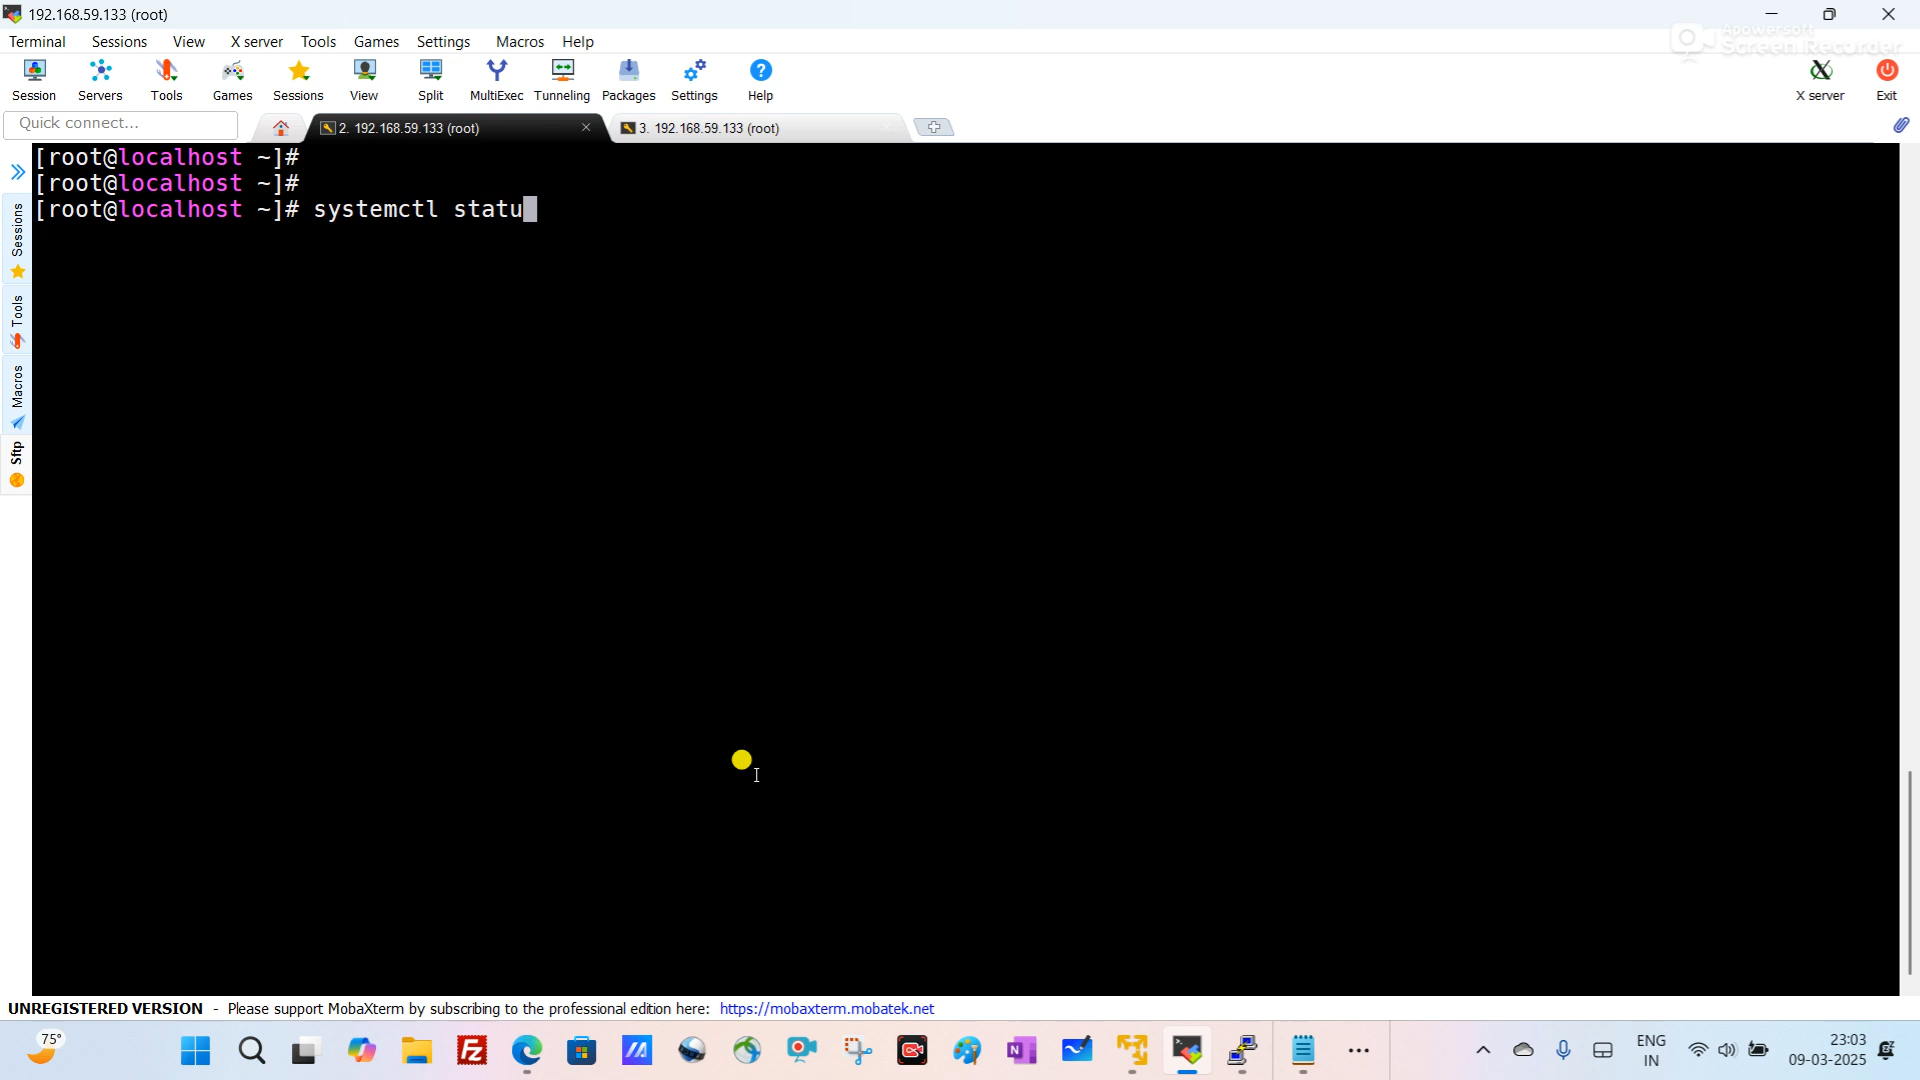 192.168.59.133 (root)
Terminal Sessions View X server Tools Games Settings Macros Help
Apowersoft
Screen Recorder
Session Servers Tools Games Sessions View Split MultiExec Tunneling Packages Settings Help X server Exit
Quick connect...
2. 192.168.59.133 (root)
3. 192.168.59.133 (root)
[root@localhost ~]#
[root@localhost ~]#
[root@localhost ~]# systemctl statu
Sessions
Tools
Macros
Sftp
UNREGISTERED VERSION - Please support MobaXterm by subscribing to the professional edition here: https://mobaxterm.mobatek.net
75°
ENG
IN
23:03
09-03-2025